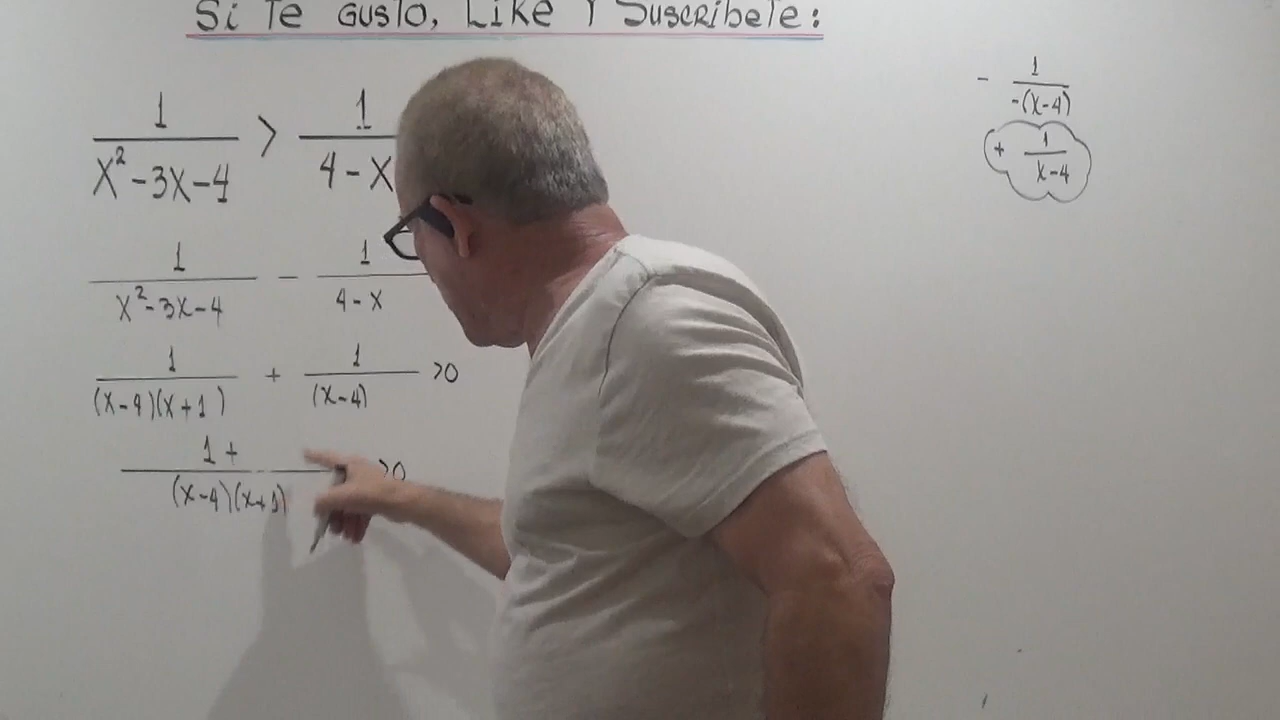 Si Te Gusto, Like Y Suscribete:
1 / (x² - 3x - 4) > 1 / (4 - x)
1 / (x² - 3x - 4) - 1 / (4 - x)
1 / ((x-4)(x+1)) + 1 / (x-4) >0
1 + / ((x-4)(x+1)) >0
- 1 / -(x-4)
+ 1 / (x-4)